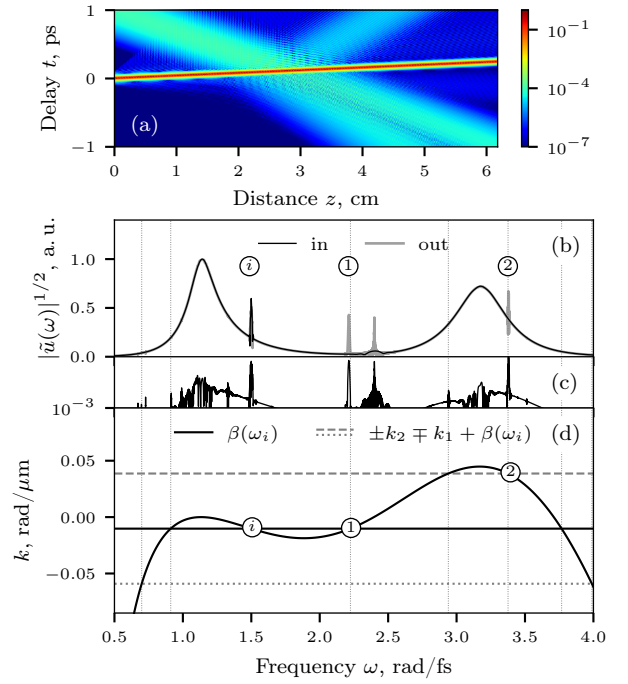 1
0
−1
Delay t, ps
(a)
10⁻¹
10⁻⁴
10⁻⁷
0 1 2 3 4 5 6
Distance z, cm
|ũ(ω)|^{1/2}, a. u.
1.0
0.5
0.0
in out
(b)
i 1 2
(c)
10⁻³
β(ω_i) ±k₂ ∓ k₁ + β(ω_i) (d)
k, rad/μm
0.05
0.00
−0.05
i 1 2
0.5 1.0 1.5 2.0 2.5 3.0 3.5 4.0
Frequency ω, rad/fs